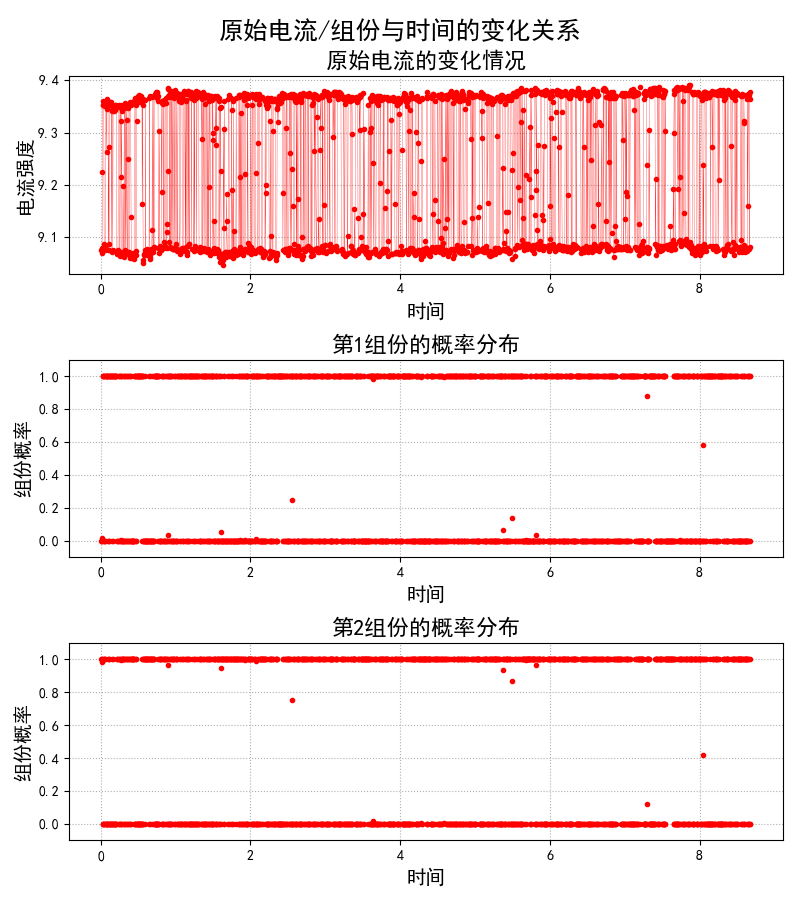 原始电流/组份与时间的变化关系
原始电流的变化情况
9.4
9.3
9.2
9.1
电流强度
0 2 4 6 8
时间
第1组份的概率分布
1.0
0.8
0.6
0.4
0.2
0.0
组份概率
0 2 4 6 8
时间
第2组份的概率分布
1.0
0.8
0.6
0.4
0.2
0.0
组份概率
0 2 4 6 8
时间